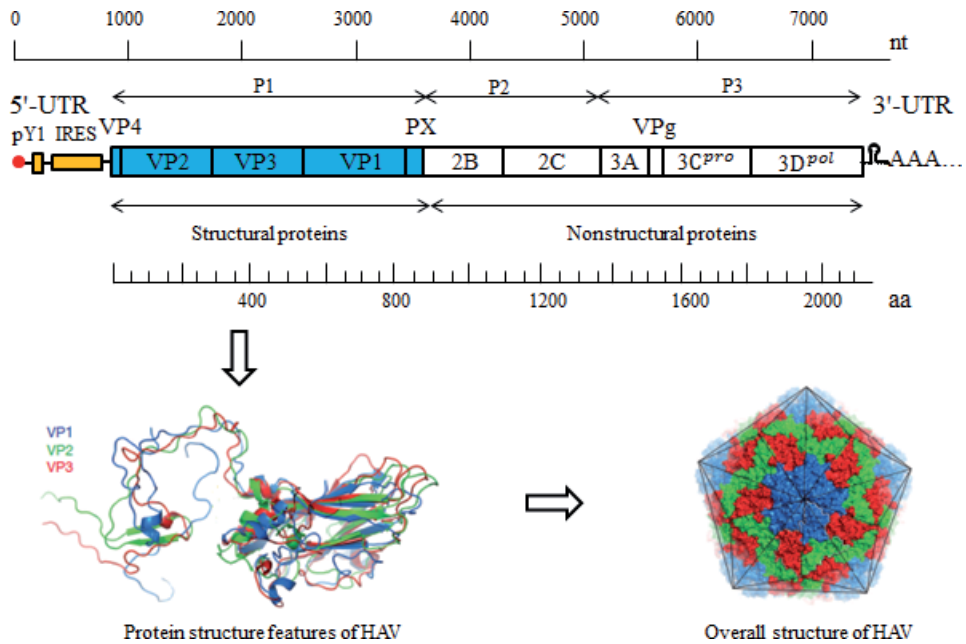 0 1000 2000 3000 4000 5000 6000 7000
nt
P1 P2 P3
5'-UTR 3'-UTR
pY1 IRES VP4 PX VPg
VP2 VP3 VP1 2B 2C 3A 3Cᵖʳᵒ 3Dᵖᵒˡ AAA...
Structural proteins Nonstructural proteins
400 800 1200 1600 2000 aa
VP1
VP2
VP3
Protein structure features of HAV Overall structure of HAV